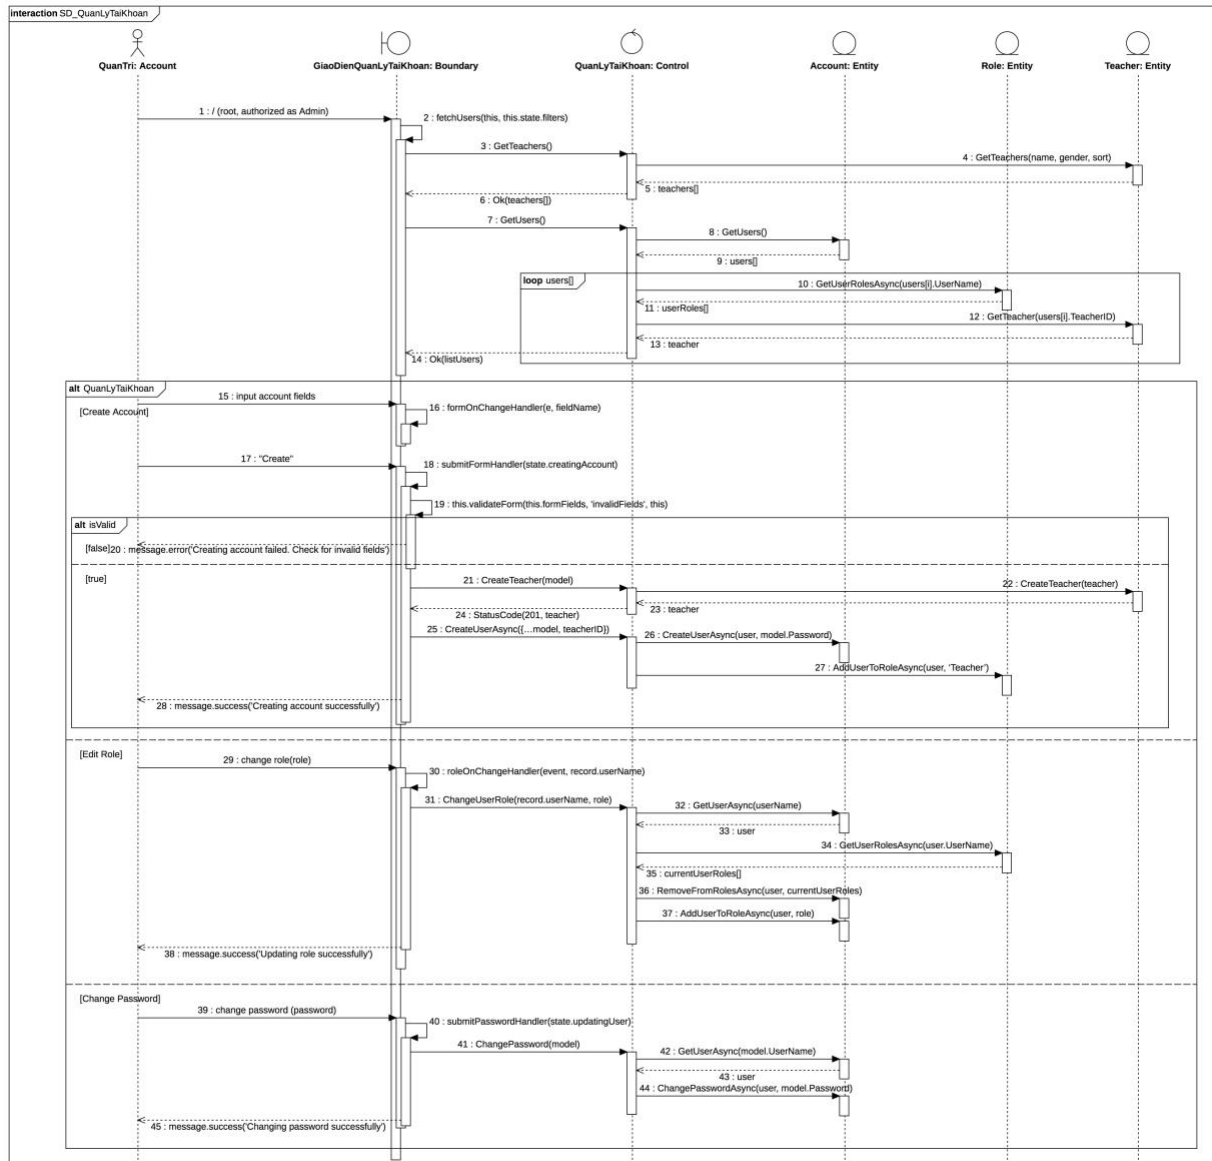 interaction SD_QuanLyTaiKhoan
QuanTri: Account
GiaoDienQuanLyTaiKhoan: Boundary
QuanLyTaiKhoan: Control
Account: Entity
Role: Entity
Teacher: Entity
1 : / (root, authorized as Admin)
2 : fetchUsers(this, this.state.filters)
3 : GetTeachers()
4 : GetTeachers(name, gender, sort)
5 : teachers[]
6 : Ok(teachers[])
7 : GetUsers()
8 : GetUsers()
9 : users[]
loop users[]
10 : GetUserRolesAsync(users[i].UserName)
11 : userRoles[]
12 : GetTeacher(users[i].TeacherID)
13 : teacher
14 : Ok(listUsers)
alt QuanLyTaiKhoan
[Create Account]
15 : input account fields
16 : formOnChangeHandler(e, fieldName)
17 : "Create"
18 : submitFormHandler(state.creatingAccount)
19 : this.validateForm(this.formFields, 'invalidFields', this)
alt isValid
[false]
20 : message.error('Creating account failed. Check for invalid fields')
[true]
21 : CreateTeacher(model)
22 : CreateTeacher(teacher)
23 : teacher
24 : StatusCode(201, teacher)
25 : CreateUserAsync({...model, teacherID})
26 : CreateUserAsync(user, model.Password)
27 : AddUserToRoleAsync(user, 'Teacher')
28 : message.success('Creating account successfully')
[Edit Role]
29 : change role(role)
30 : roleOnChangeHandler(event, record.userName)
31 : ChangeUserRole(record.userName, role)
32 : GetUserAsync(userName)
33 : user
34 : GetUserRolesAsync(user.UserName)
35 : currentUserRoles[]
36 : RemoveFromRolesAsync(user, currentUserRoles)
37 : AddUserToRoleAsync(user, role)
38 : message.success('Updating role successfully')
[Change Password]
39 : change password (password)
40 : submitPasswordHandler(state.updatingUser)
41 : ChangePassword(model)
42 : GetUserAsync(model.UserName)
43 : user
44 : ChangePasswordAsync(user, model.Password)
45 : message.success('Changing password successfully')